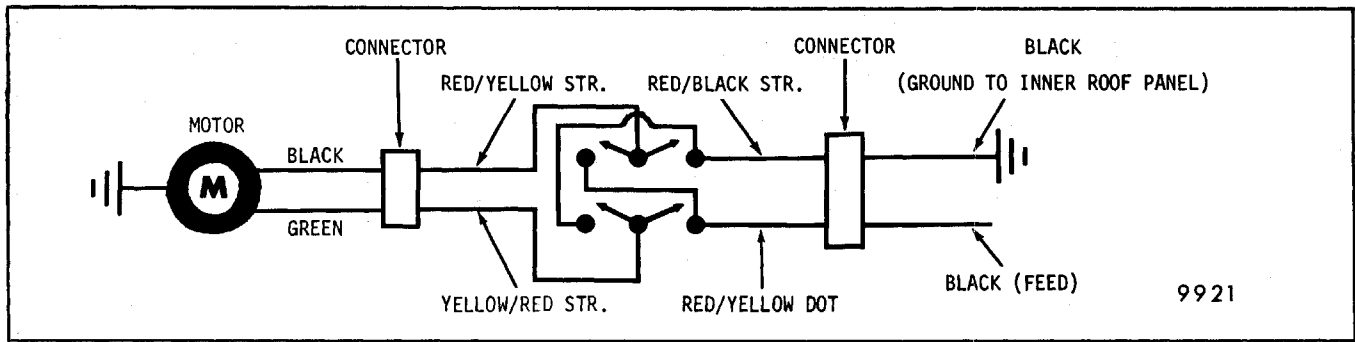 CONNECTOR
CONNECTOR
BLACK
RED/YELLOW STR.
RED/BLACK STR.
(GROUND TO INNER ROOF PANEL)
MOTOR
BLACK
M
GREEN
YELLOW/RED STR.
RED/YELLOW DOT
BLACK (FEED)
9921